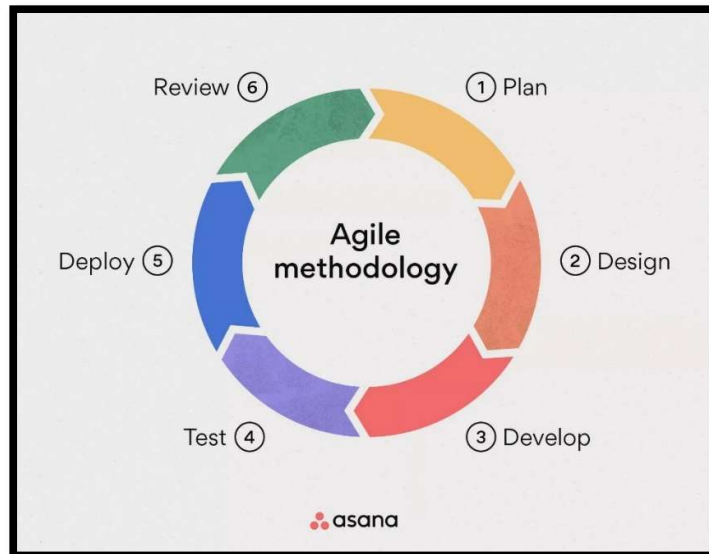 Agile
methodology
1 Plan
2 Design
3 Develop
Test 4
Deploy 5
Review 6
asana